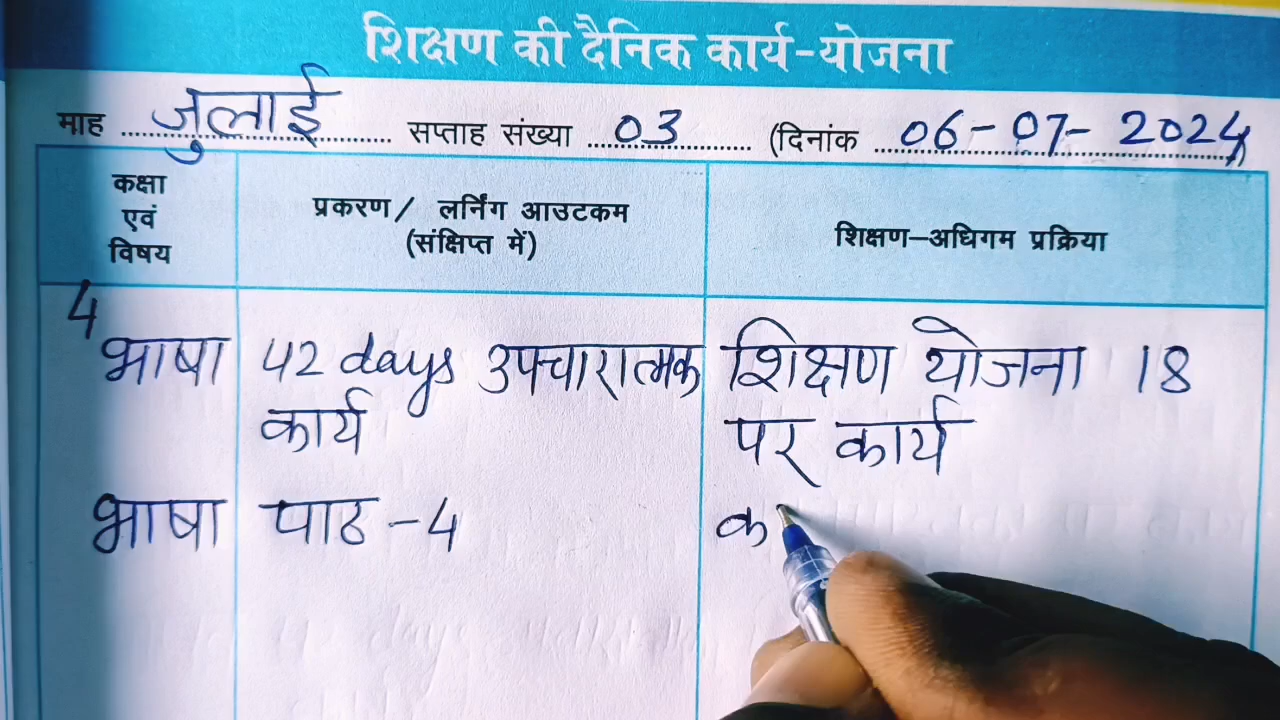 शिक्षण की दैनिक कार्य-योजना
माह जुलाई सप्ताह संख्या 03 (दिनांक 06-07-2024)
कक्षा
एवं
विषय
प्रकरण/ लर्निंग आउटकम
(संक्षिप्त में)
शिक्षण-अधिगम प्रक्रिया
4
भाषा 42 days उपचारात्मक शिक्षण योजना 18
कार्य पर कार्य
भाषा पाठ-4 क